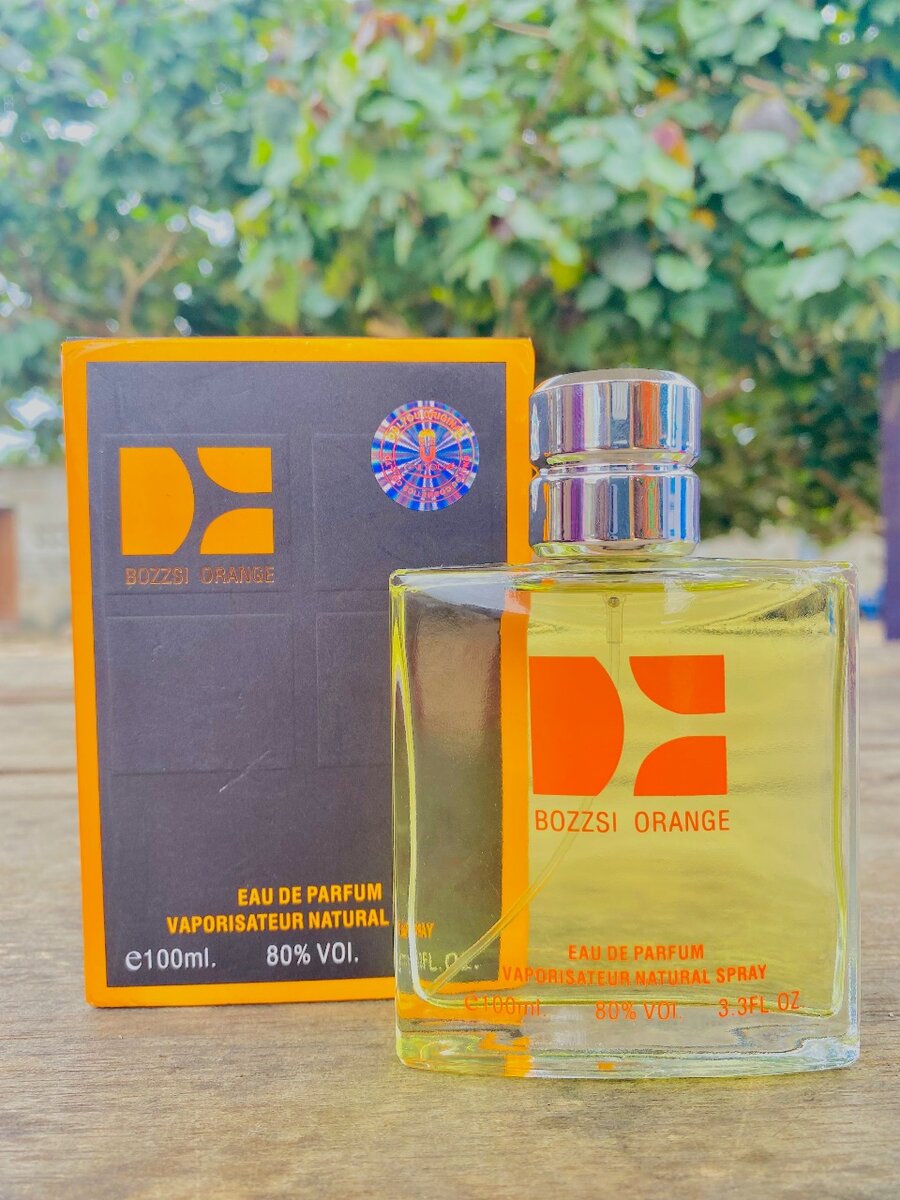 BOZZSI ORANGE
EAU DE PARFUM
VAPORISATEUR NATURAL
e100ml. 80% VOL.
BOZZSI ORANGE
EAU DE PARFUM
VAPORISATEUR NATURAL SPRAY
e100ml. 80% VOL. 3.3FL OZ.